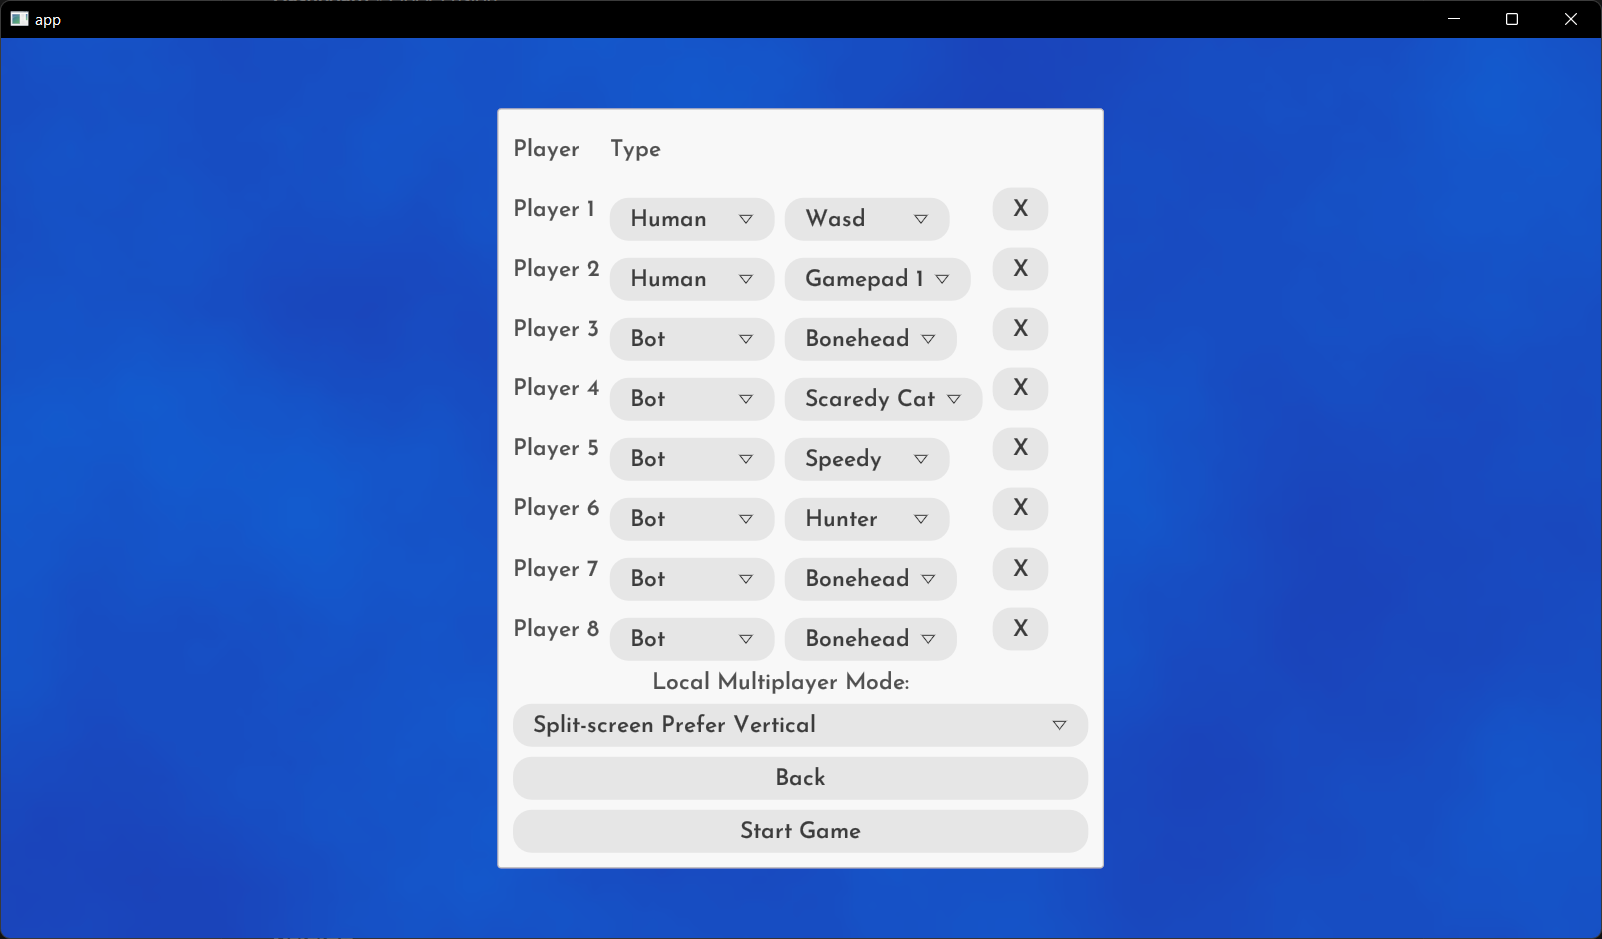 app
Player Type
Player 1 Human Wasd X
Player 2 Human Gamepad 1 X
Player 3 Bot Bonehead X
Player 4 Bot Scaredy Cat X
Player 5 Bot Speedy X
Player 6 Bot Hunter X
Player 7 Bot Bonehead X
Player 8 Bot Bonehead X
Local Multiplayer Mode:
Split-screen Prefer Vertical
Back
Start Game